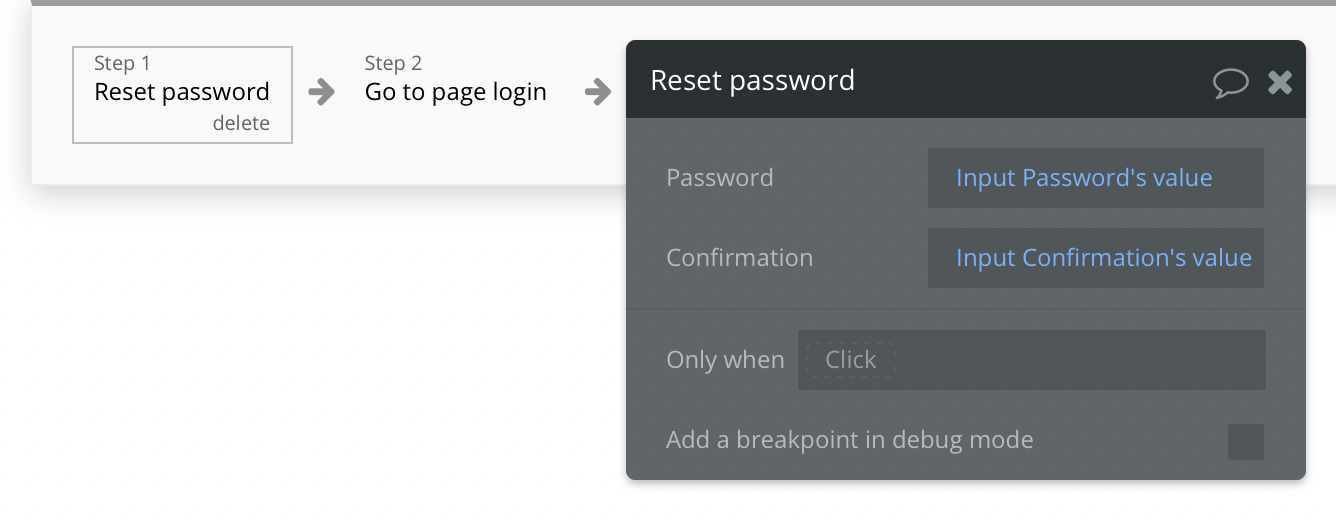 Step 1
Reset password
delete
Step 2
Go to page login
Reset password
Password
Input Password's value
Confirmation
Input Confirmation's value
Only when
Click
Add a breakpoint in debug mode